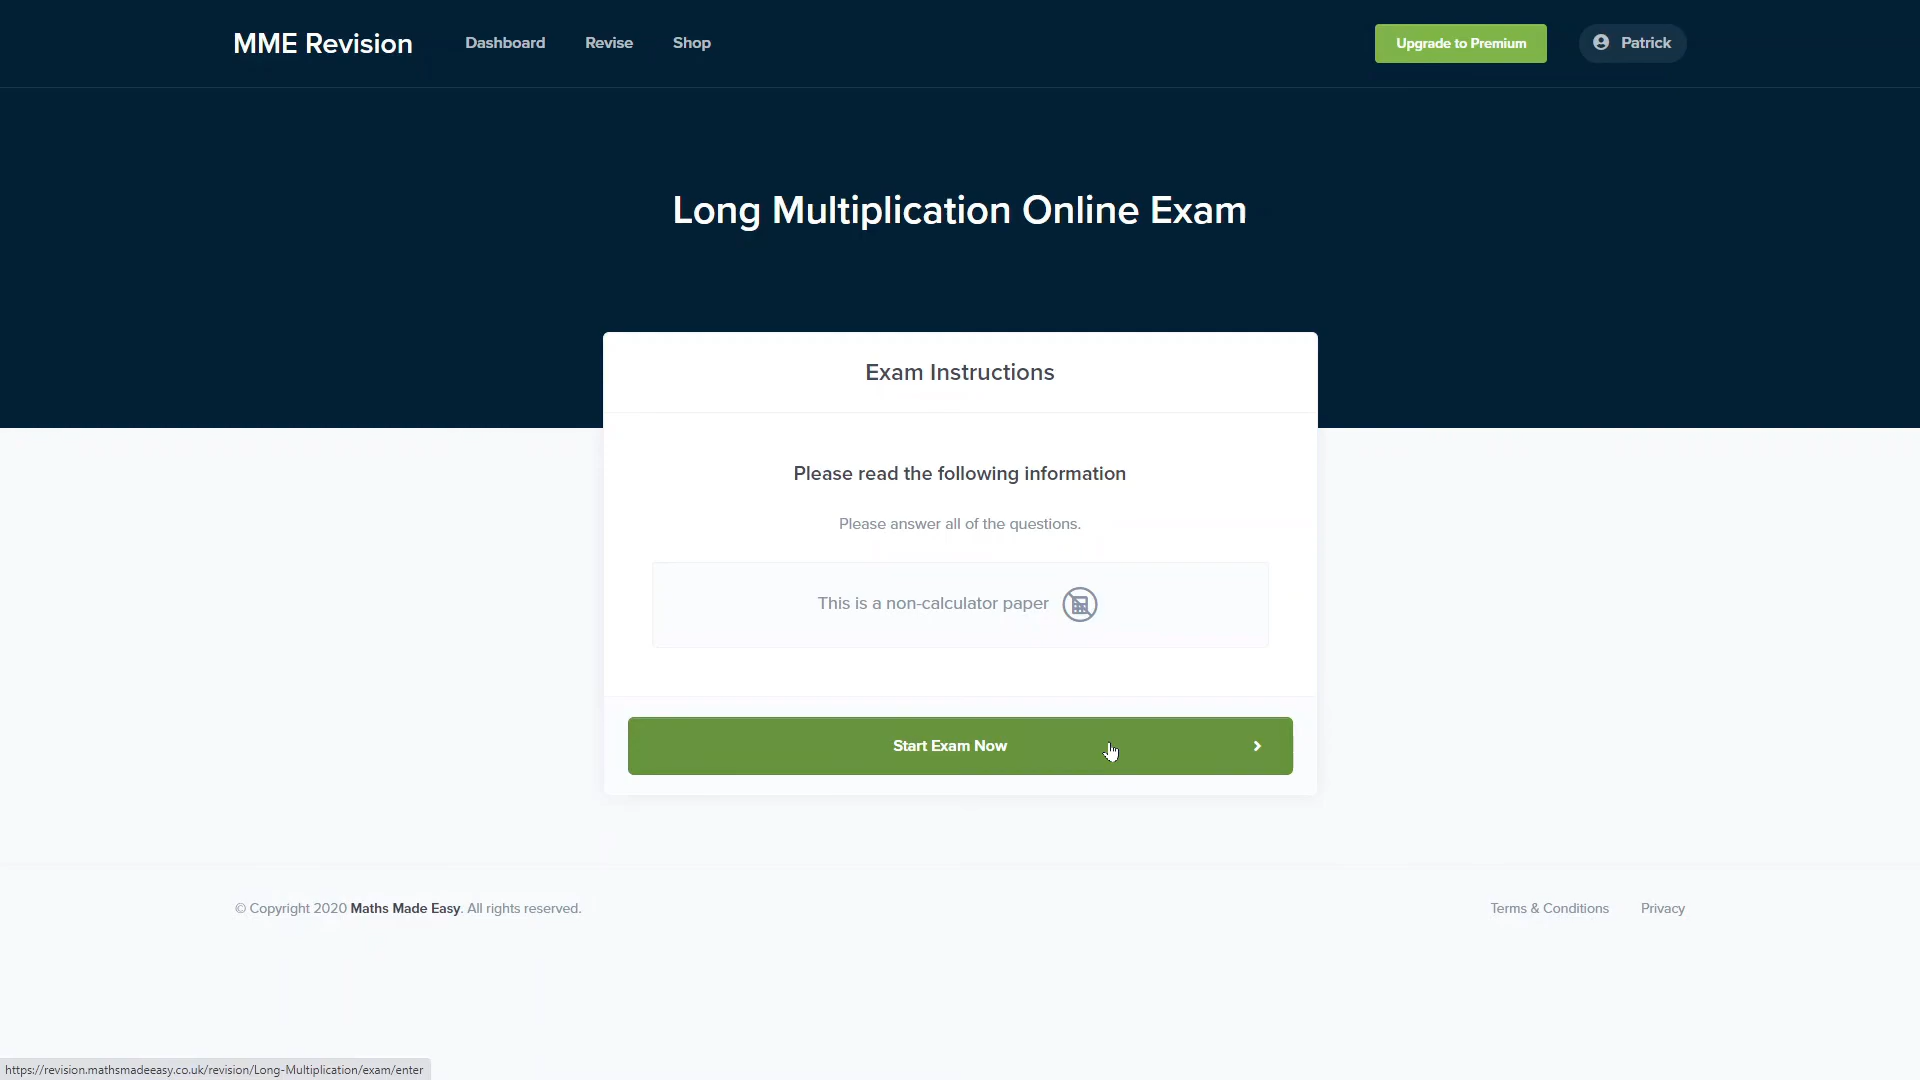 MME Revision
Dashboard
Revise
Shop
Upgrade to Premium
Patrick
Long Multiplication Online Exam
Exam Instructions
Please read the following information
Please answer all of the questions.
This is a non-calculator paper
Start Exam Now
© Copyright 2020 Maths Made Easy. All rights reserved.
Terms & Conditions
Privacy
https://revision.mathsmadeeasy.co.uk/revision/Long-Multiplication/exam/enter